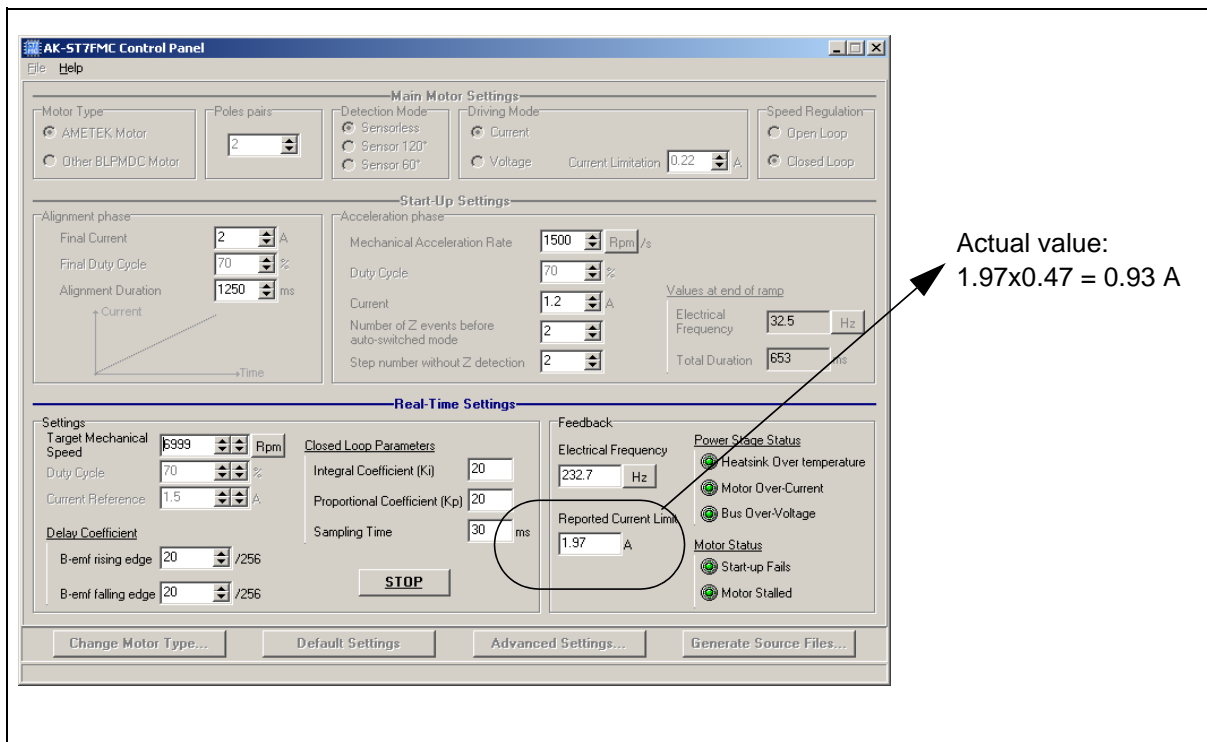 AK-ST7FMC Control Panel
File Help
Main Motor Settings
Motor Type
AMETEK Motor
Other BLPMDC Motor
Poles pairs
2
Detection Mode
Sensorless
Sensor 120°
Sensor 60°
Driving Mode
Current
Voltage
Current Limitation 0.22 A
Speed Regulation
Open Loop
Closed Loop
Start-Up Settings
Alignment phase
Final Current 2 A
Final Duty Cycle 70 %
Alignment Duration 1250 ms
Current
Time
Acceleration phase
Mechanical Acceleration Rate 1500 Rpm /s
Duty Cycle 70 %
Current 1.2 A
Number of Z events before
auto-switched mode 2
Step number without Z detection 2
Values at end of ramp
Electrical
Frequency 32.5 Hz
Total Duration 653 ms
Actual value:
1.97x0.47 = 0.93 A
Real-Time Settings
Settings
Target Mechanical
Speed 6999 Rpm
Duty Cycle 70 %
Current Reference 1.5 A
Delay Coefficient
B-emf rising edge 20 /256
B-emf falling edge 20 /256
Closed Loop Parameters
Integral Coefficient (Ki) 20
Proportional Coefficient (Kp) 20
Sampling Time 30 ms
STOP
Feedback
Electrical Frequency
232.7 Hz
Reported Current Limit
1.97 A
Power Stage Status
Heatsink Over temperature
Motor Over-Current
Bus Over-Voltage
Motor Status
Start-up Fails
Motor Stalled
Change Motor Type... Default Settings Advanced Settings... Generate Source Files...